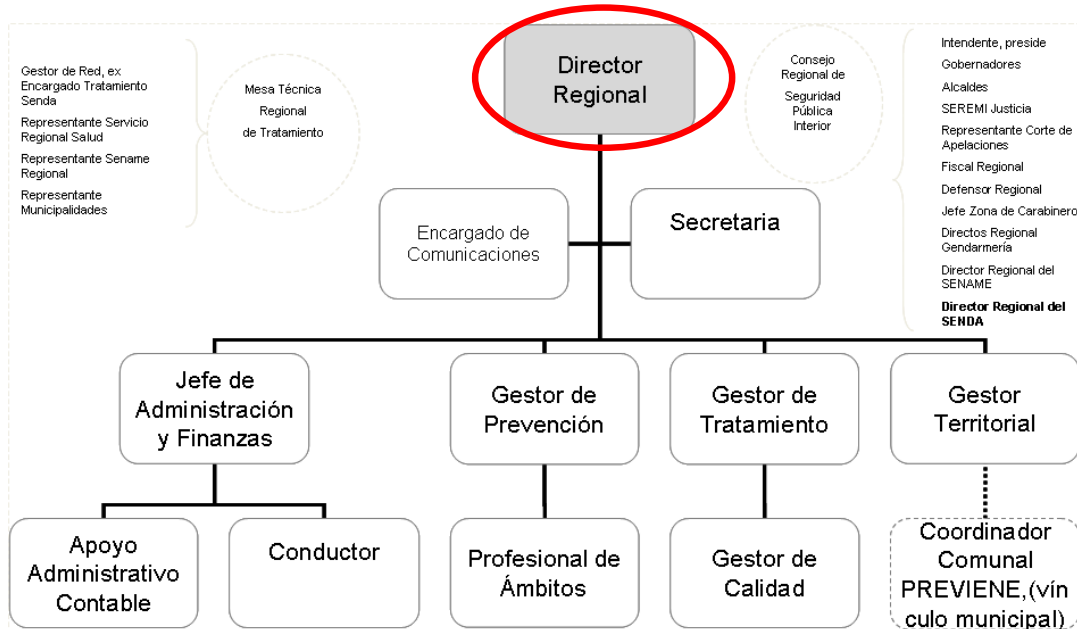 Director
Regional
Gestor de Red, ex
Encargado Tratamiento
Senda
Representante Servicio
Regional Salud
Representante Sename
Regional
Representante
Municipalidades
Mesa Técnica
Regional
de Tratamiento
Consejo
Regional de
Seguridad
Pública
Interior
Intendente, preside
Gobernadores
Alcaldes
SEREMI Justicia
Representante Corte de
Apelaciones
Fiscal Regional
Defensor Regional
Jefe Zona de Carabinero
Directos Regional
Gendarmería
Director Regional del
SENAME
Director Regional del
SENDA
Encargado de
Comunicaciones
Secretaria
Jefe de
Administración
y Finanzas
Gestor de
Prevención
Gestor de
Tratamiento
Gestor
Territorial
Apoyo
Administrativo
Contable
Conductor
Profesional de
Ámbitos
Gestor de
Calidad
Coordinador
Comunal
PREVIENE,(vín
culo municipal)